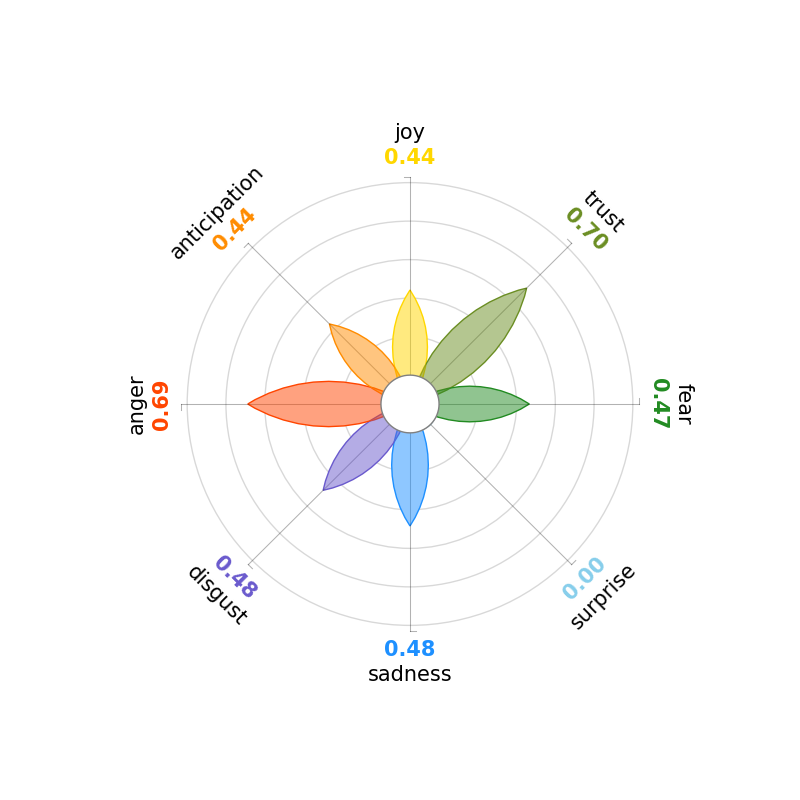 joy
0.44
trust
0.70
fear
0.47
surprise
0.00
sadness
0.48
disgust
0.48
anger
0.69
anticipation
0.44